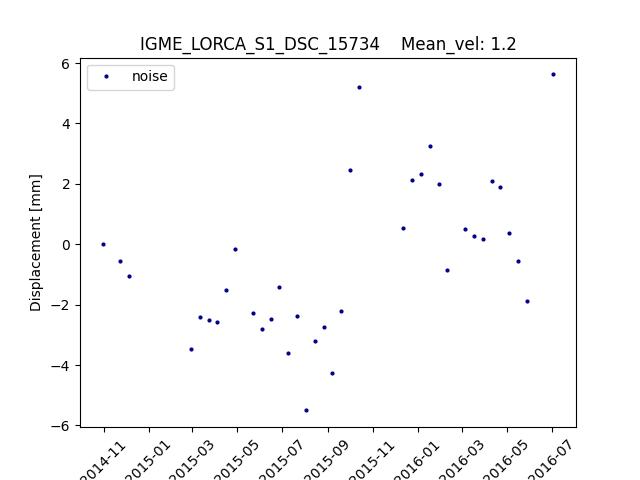 IGME_LORCA_S1_DSC_15734    Mean_vel: 1.2
noise
Displacement [mm]
6
4
2
0
−2
−4
−6
2014-11 2015-01 2015-03 2015-05 2015-07 2015-09 2015-11 2016-01 2016-03 2016-05 2016-07